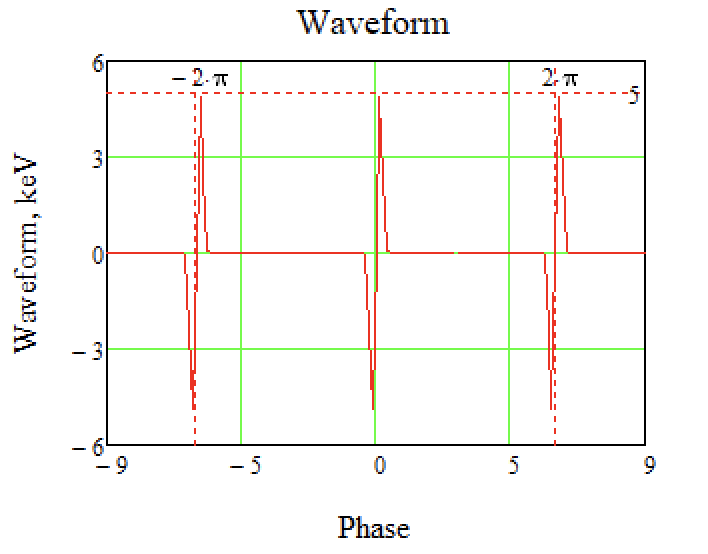 Waveform
6
− 2·π
2·π
5
3
Waveform, keV
0
− 3
− 6
− 9
− 5
0
5
9
Phase